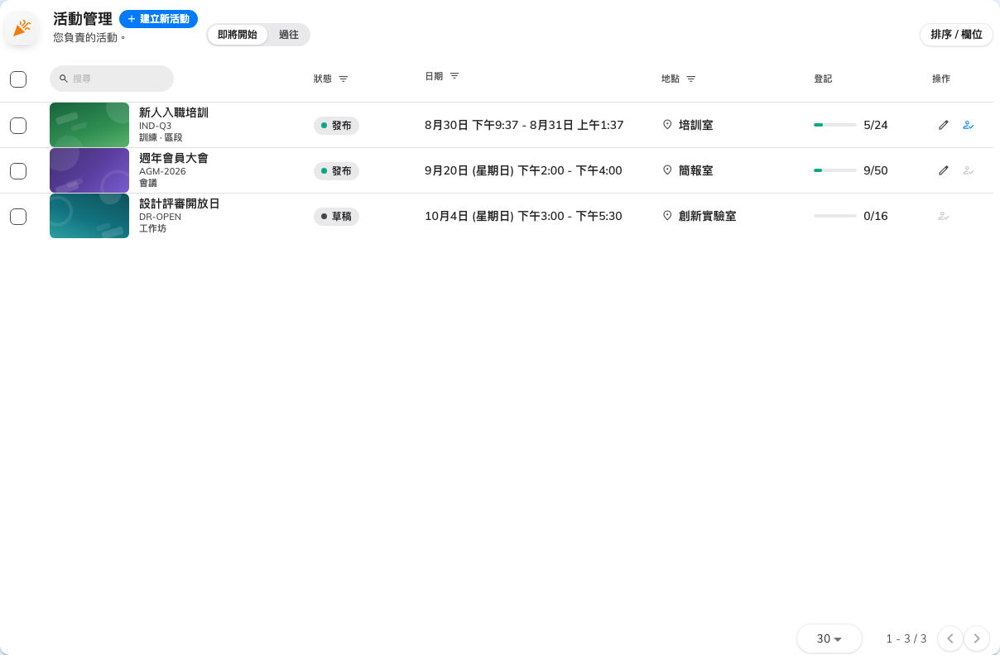 活動管理
+ 建立新活動
您負責的活動。
即將開始
過往
排序 / 欄位
搜尋
狀態
日期
地點
登記
操作
新人入職培訓
IND-Q3
訓練 · 區段
發布
8月30日 下午9:37 - 8月31日 上午1:37
培訓室
5/24
週年會員大會
AGM-2026
會議
發布
9月20日 (星期日) 下午2:00 - 下午4:00
簡報室
9/50
設計評審開放日
DR-OPEN
工作坊
草稿
10月4日 (星期日) 下午3:00 - 下午5:30
創新實驗室
0/16
30
1 - 3 / 3